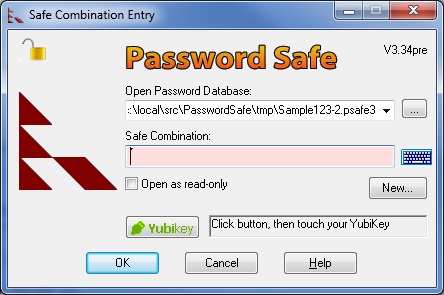 Safe Combination Entry
Password Safe
V3.34pre
Open Password Database:
:\local\src\PasswordSafe\tmp\Sample123-2.psafe3
...
Safe Combination:
Open as read-only
New...
Yubikey
Click button, then touch your YubiKey
OK
Cancel
Help